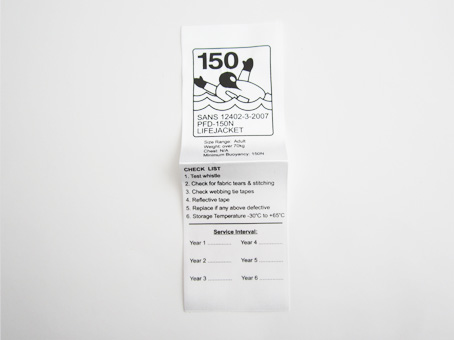 150
SANS 12402-3-2007
PFD-150N
LIFEJACKET
Size Range: Adult
Weight: over 70kg
Chest: N/A
Minimum Buoyancy: 150N
CHECK LIST
1. Test whistle
2. Check for fabric tears & stitching
3. Check webbing tie tapes
4. Reflective tape
5. Replace if any above defective
6. Storage Temperature -30°C to +65°C
Service Interval:
Year 1 ............ Year 4 ............
Year 2 ............ Year 5 ............
Year 3 ............ Year 6 ............